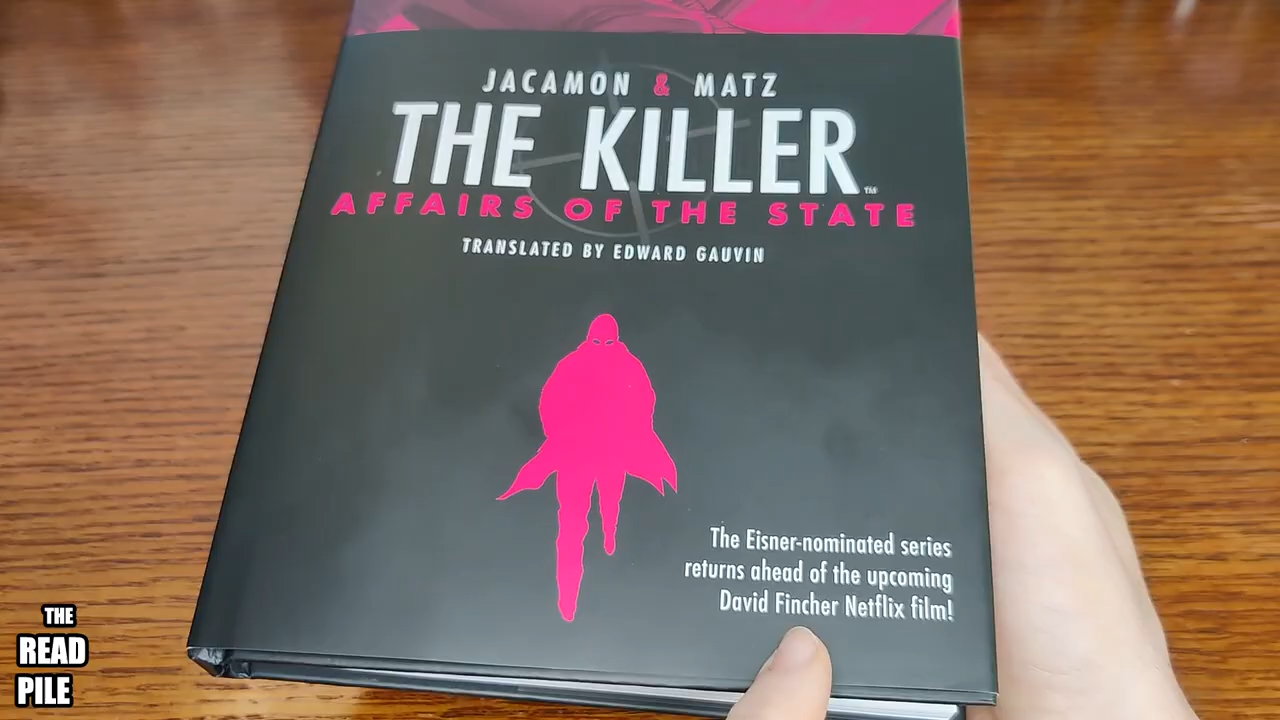 JACAMON & MATZ
THE KILLER™
AFFAIRS OF THE STATE
TRANSLATED BY EDWARD GAUVIN
The Eisner-nominated series
returns ahead of the upcoming
David Fincher Netflix film!
THE
READ
PILE